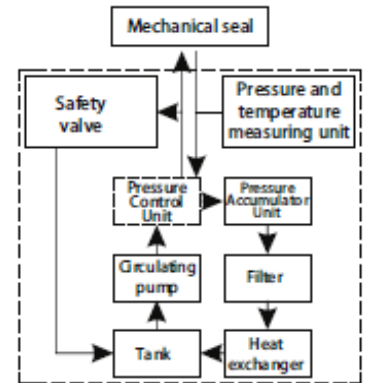 Mechanical seal
Safety
valve
Pressure and
temperature
measuring unit
Pressure
Control
Unit
Pressure
Accumulator
Unit
Circulating
pump
Filter
Tank
Heat
exchanger